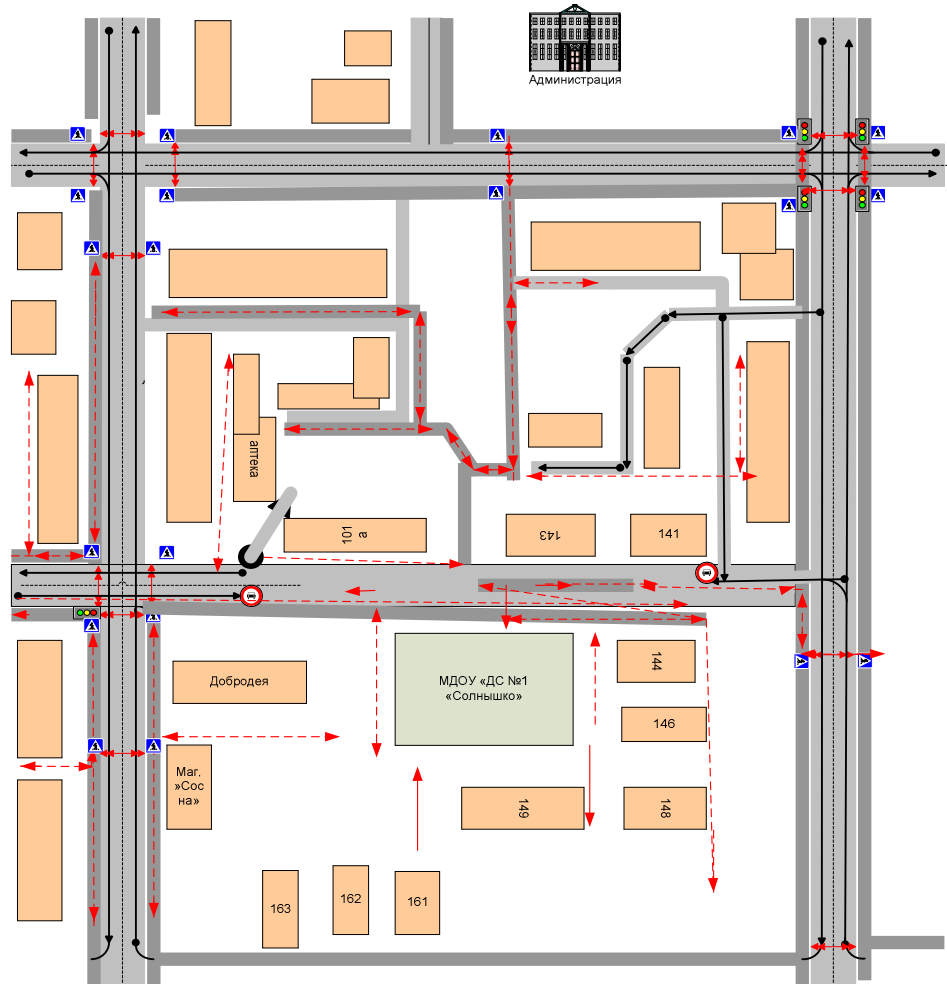 Администрация
аптека
101
а
143
141
МДОУ «ДС №1
«Солнышко»
144
Добродея
146
Маг.
»Сос
на»
149
148
163
162
161